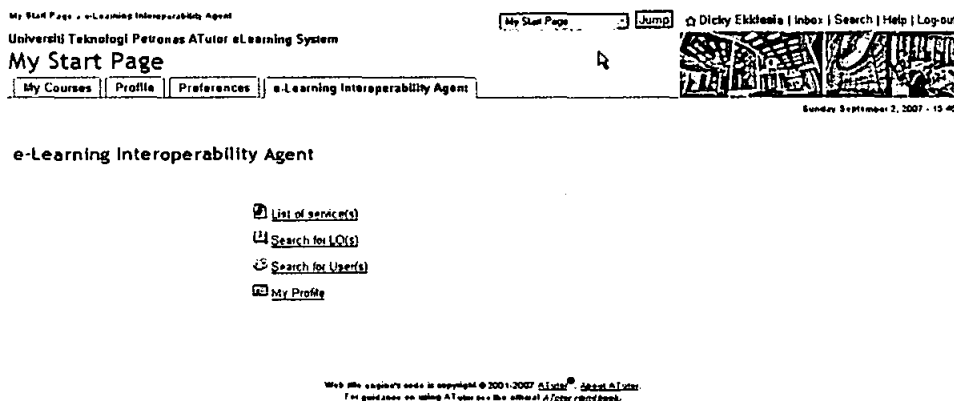 My Start Page » e-Learning Interoperability Agent
My Start Page Jump Dicky Ekklesia | Inbox | Search | Help | Log-out
Universiti Teknologi Petronas ATutor eLearning System
My Start Page
My Courses Profile Preferences e-Learning Interoperability Agent
Sunday September 2, 2007 - 15:
e-Learning Interoperability Agent
List of service(s)
Search for LO(s)
Search for User(s)
My Profile
Web site engine's code is copyright © 2001-2007 ATutor®. About ATutor.
For guidance on using ATutor see the official ATutor Handbook.